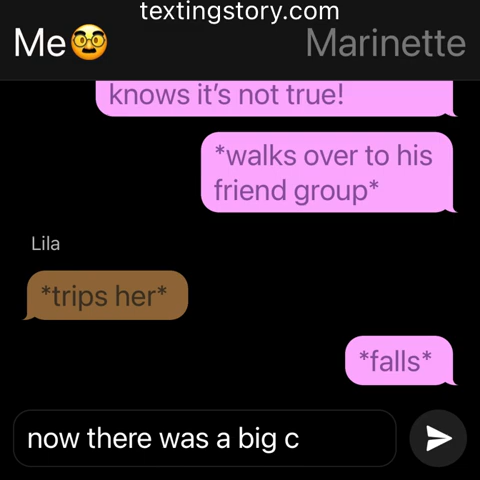 textingstory.com
Me🥸 Marinette
knows it’s not true!
*walks over to his
friend group*
Lila
*trips her*
*falls*
now there was a big c